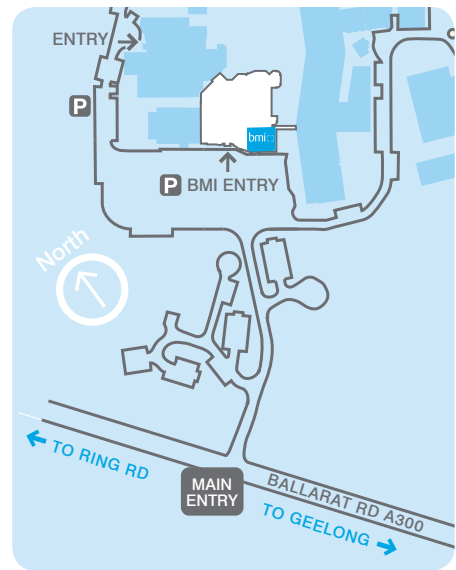 ENTRY
P
bmi
P BMI ENTRY
North
TO RING RD
MAIN
ENTRY
BALLARAT RD A300
TO GEELONG